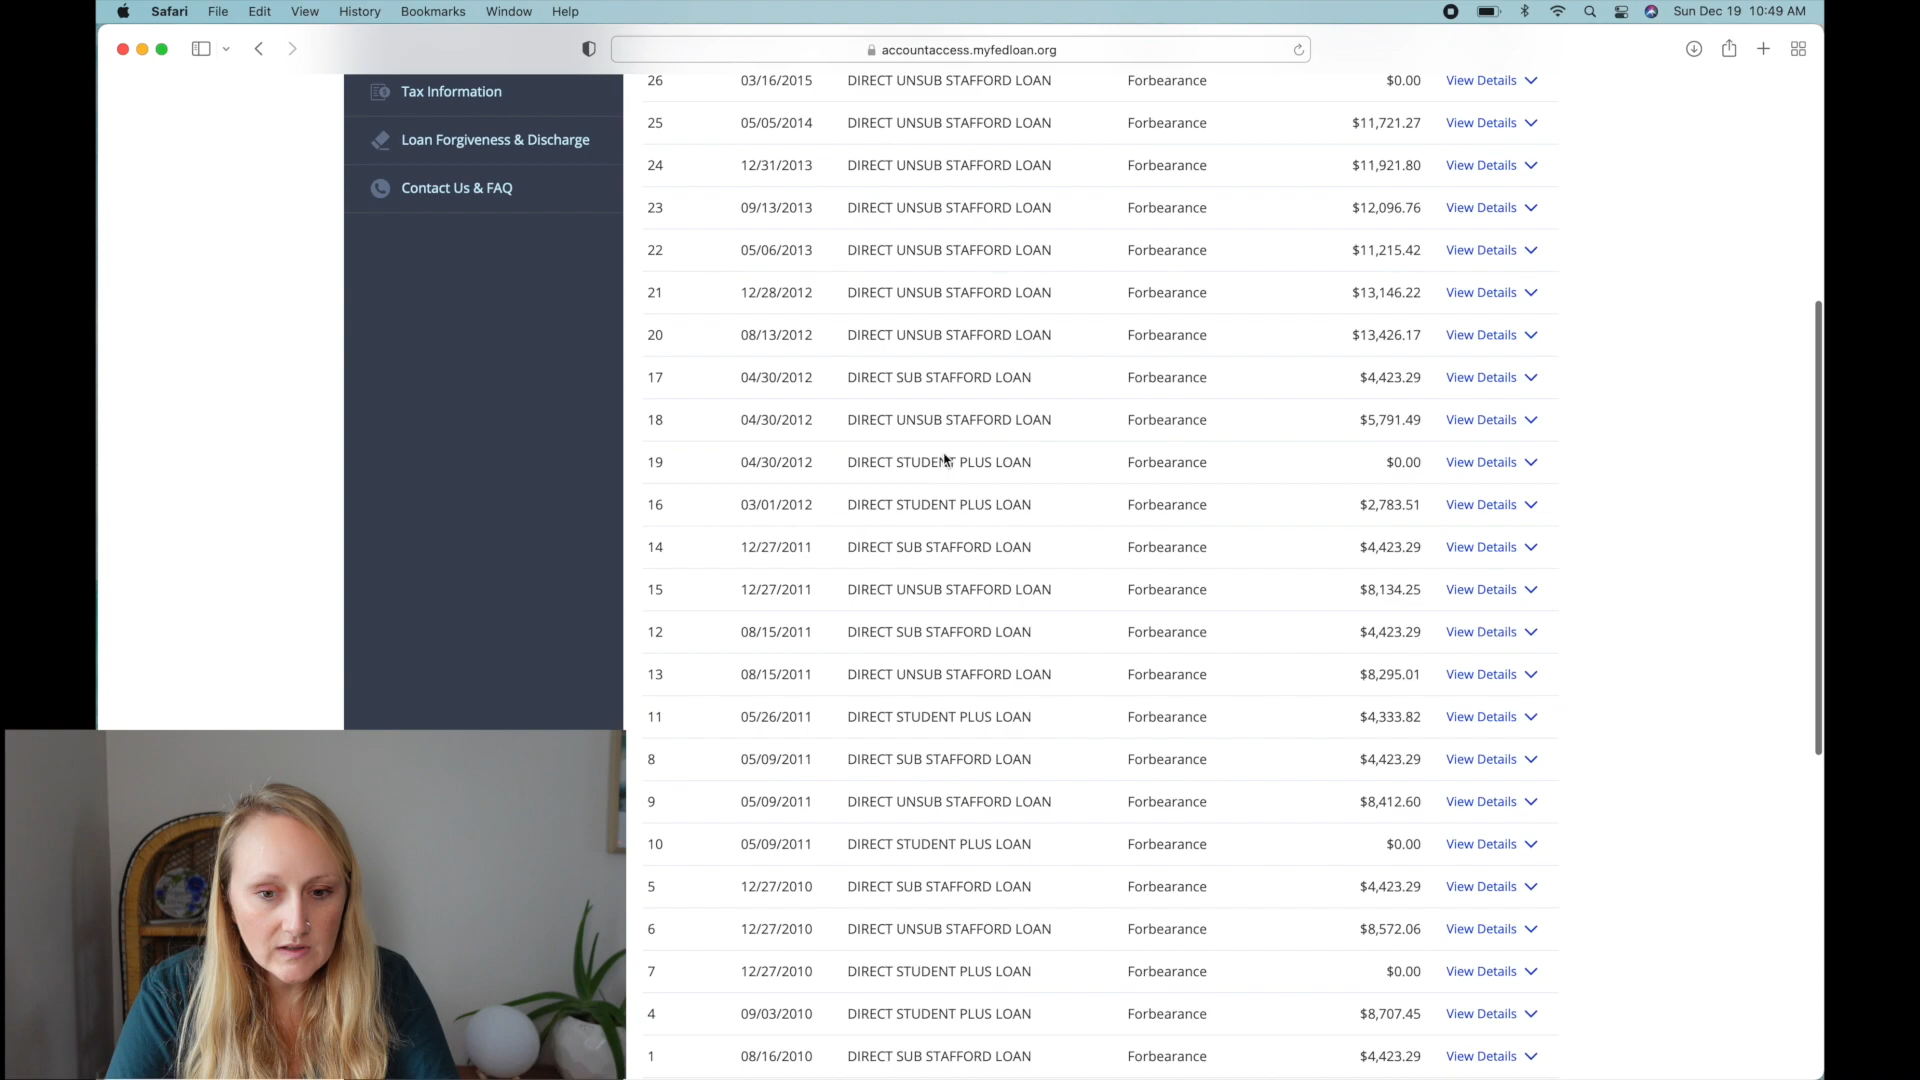 Safari File Edit View History Bookmarks Window Help Sun Dec 19 10:49 AM
accountaccess.myfedloan.org
Tax Information
Loan Forgiveness & Discharge
Contact Us & FAQ
26 03/16/2015 DIRECT UNSUB STAFFORD LOAN Forbearance $0.00 View Details
25 05/05/2014 DIRECT UNSUB STAFFORD LOAN Forbearance $11,721.27 View Details
24 12/31/2013 DIRECT UNSUB STAFFORD LOAN Forbearance $11,921.80 View Details
23 09/13/2013 DIRECT UNSUB STAFFORD LOAN Forbearance $12,096.76 View Details
22 05/06/2013 DIRECT UNSUB STAFFORD LOAN Forbearance $11,215.42 View Details
21 12/28/2012 DIRECT UNSUB STAFFORD LOAN Forbearance $13,146.22 View Details
20 08/13/2012 DIRECT UNSUB STAFFORD LOAN Forbearance $13,426.17 View Details
17 04/30/2012 DIRECT SUB STAFFORD LOAN Forbearance $4,423.29 View Details
18 04/30/2012 DIRECT UNSUB STAFFORD LOAN Forbearance $5,791.49 View Details
19 04/30/2012 DIRECT STUDENT PLUS LOAN Forbearance $0.00 View Details
16 03/01/2012 DIRECT STUDENT PLUS LOAN Forbearance $2,783.51 View Details
14 12/27/2011 DIRECT SUB STAFFORD LOAN Forbearance $4,423.29 View Details
15 12/27/2011 DIRECT UNSUB STAFFORD LOAN Forbearance $8,134.25 View Details
12 08/15/2011 DIRECT SUB STAFFORD LOAN Forbearance $4,423.29 View Details
13 08/15/2011 DIRECT UNSUB STAFFORD LOAN Forbearance $8,295.01 View Details
11 05/26/2011 DIRECT STUDENT PLUS LOAN Forbearance $4,333.82 View Details
8 05/09/2011 DIRECT SUB STAFFORD LOAN Forbearance $4,423.29 View Details
9 05/09/2011 DIRECT UNSUB STAFFORD LOAN Forbearance $8,412.60 View Details
10 05/09/2011 DIRECT STUDENT PLUS LOAN Forbearance $0.00 View Details
5 12/27/2010 DIRECT SUB STAFFORD LOAN Forbearance $4,423.29 View Details
6 12/27/2010 DIRECT UNSUB STAFFORD LOAN Forbearance $8,572.06 View Details
7 12/27/2010 DIRECT STUDENT PLUS LOAN Forbearance $0.00 View Details
4 09/03/2010 DIRECT STUDENT PLUS LOAN Forbearance $8,707.45 View Details
1 08/16/2010 DIRECT SUB STAFFORD LOAN Forbearance $4,423.29 View Details